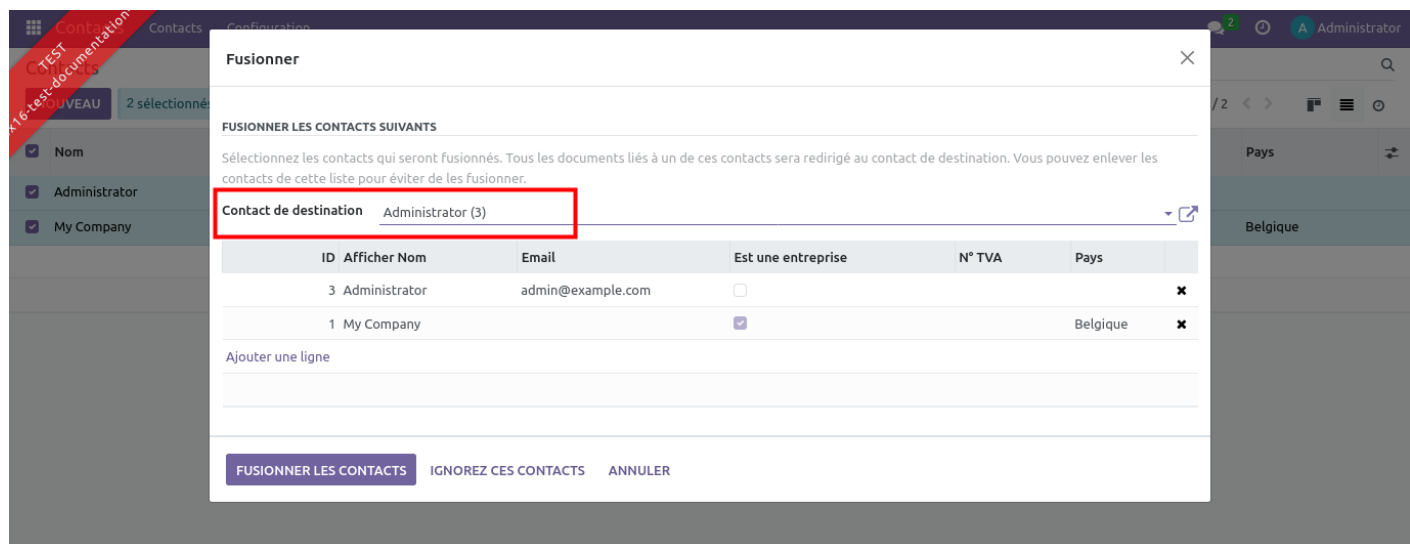 Contacts Contacts Configuration 2 A Administrator
TEST
x16-test-documentation-
Contacts
NOUVEAU 2 sélectionnés /2
Fusionner
FUSIONNER LES CONTACTS SUIVANTS
Sélectionnez les contacts qui seront fusionnés. Tous les documents liés à un de ces contacts sera redirigé au contact de destination. Vous pouvez enlever les
contacts de cette liste pour éviter de les fusionner.
Contact de destination Administrator (3)
Nom Pays
Administrator
My Company Belgique
ID Afficher Nom Email Est une entreprise N° TVA Pays
3 Administrator admin@example.com
1 My Company Belgique
Ajouter une ligne
FUSIONNER LES CONTACTS IGNOREZ CES CONTACTS ANNULER